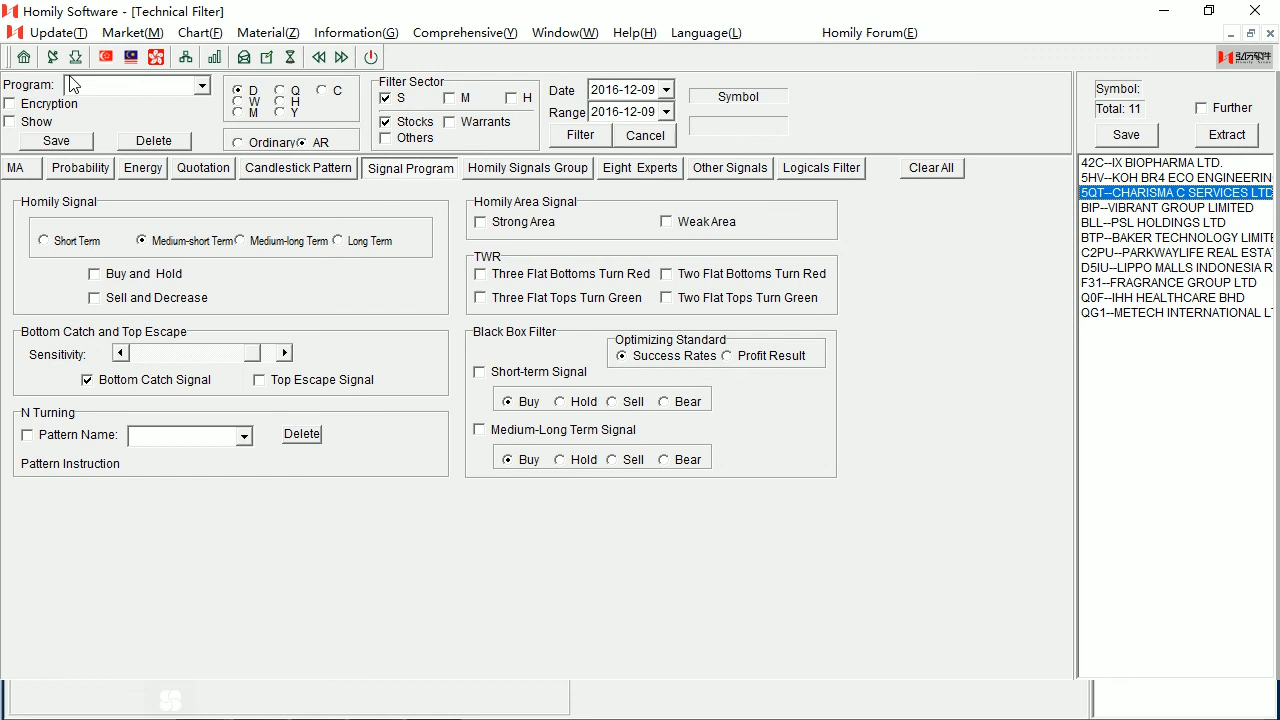 Homily Software - [Technical Filter]
Update(T) Market(M) Chart(F) Material(Z) Information(G) Comprehensive(Y) Window(W) Help(H) Language(L) Homily Forum(E)
Program:
Encryption
Show
Save Delete
D Q C
W H
M Y
Ordinary AR
Filter Sector
S M H
Stocks Warrants
Others
Date 2016-12-09
Range 2016-12-09
Filter Cancel
Symbol
Symbol:
Total: 11 Further
Save Extract
MA Probability Energy Quotation Candlestick Pattern Signal Program Homily Signals Group Eight Experts Other Signals Logicals Filter Clear All
Homily Signal
Short Term Medium-short Term Medium-long Term Long Term
Buy and Hold
Sell and Decrease
Bottom Catch and Top Escape
Sensitivity:
Bottom Catch Signal Top Escape Signal
N Turning
Pattern Name: Delete
Pattern Instruction
Homily Area Signal
Strong Area Weak Area
TWR
Three Flat Bottoms Turn Red Two Flat Bottoms Turn Red
Three Flat Tops Turn Green Two Flat Tops Turn Green
Black Box Filter
Optimizing Standard
Success Rates Profit Result
Short-term Signal
Buy Hold Sell Bear
Medium-Long Term Signal
Buy Hold Sell Bear
42C--IX BIOPHARMA LTD.
5HV--KOH BR4 ECO ENGINEERIN
5QT--CHARISMA C SERVICES LTD
BIP--VIBRANT GROUP LIMITED
BLL--PSL HOLDINGS LTD
BTP--BAKER TECHNOLOGY LIMITE
C2PU--PARKWAYLIFE REAL ESTA
D5IU--LIPPO MALLS INDONESIA R
F31--FRAGRANCE GROUP LTD
Q0F--IHH HEALTHCARE BHD
QG1--METECH INTERNATIONAL LT